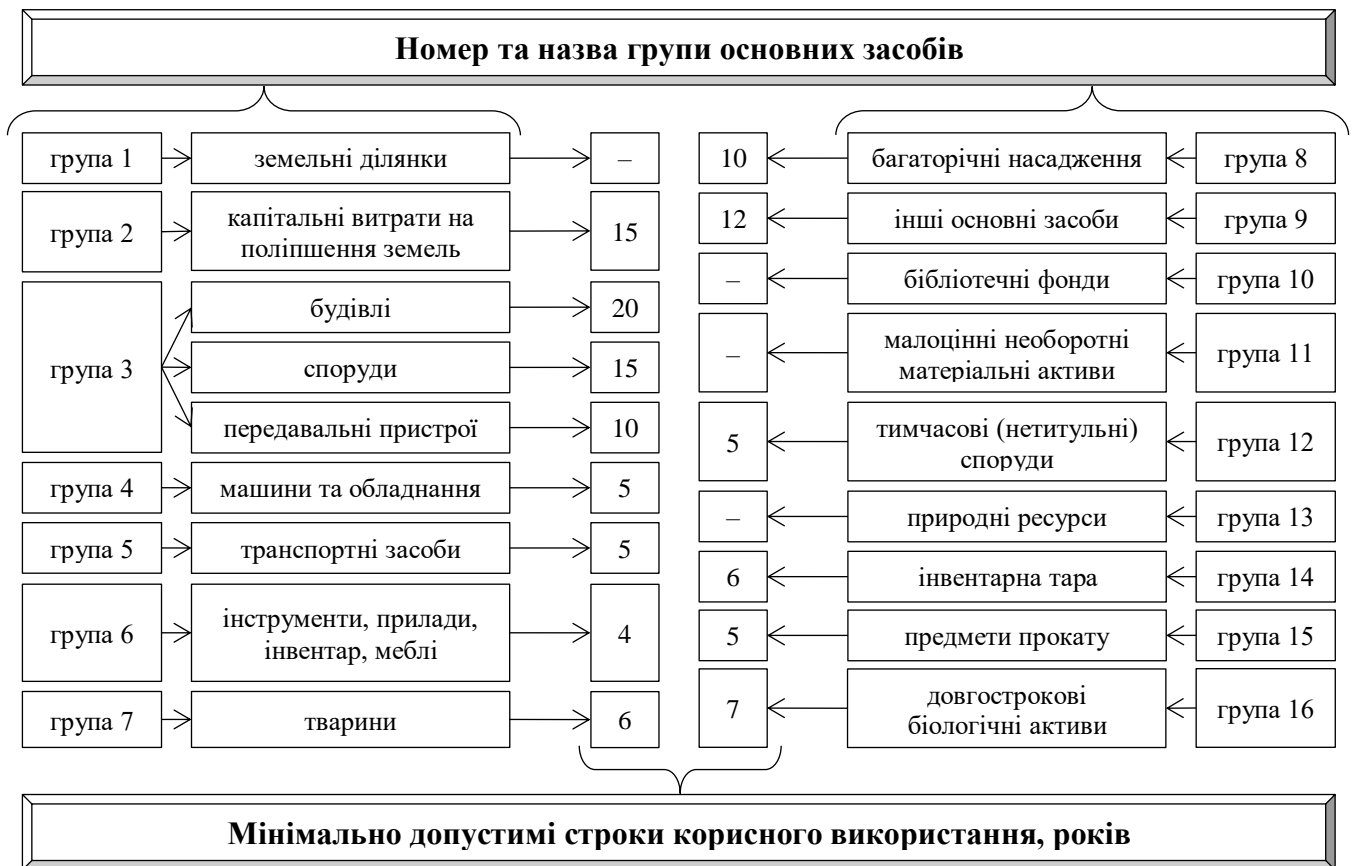 Номер та назва групи основних засобів
група 1
земельні ділянки
–
група 2
капітальні витрати на
поліпшення земель
15
група 3
будівлі
20
споруди
15
передавальні пристрої
10
група 4
машини та обладнання
5
група 5
транспортні засоби
5
група 6
інструменти, прилади,
інвентар, меблі
4
група 7
тварини
6
10
багаторічні насадження
група 8
12
інші основні засоби
група 9
–
бібліотечні фонди
група 10
–
малоцінні необоротні
матеріальні активи
група 11
5
тимчасові (нетитульні)
споруди
група 12
–
природні ресурси
група 13
6
інвентарна тара
група 14
5
предмети прокату
група 15
7
довгострокові
біологічні активи
група 16
Мінімально допустимі строки корисного використання, років